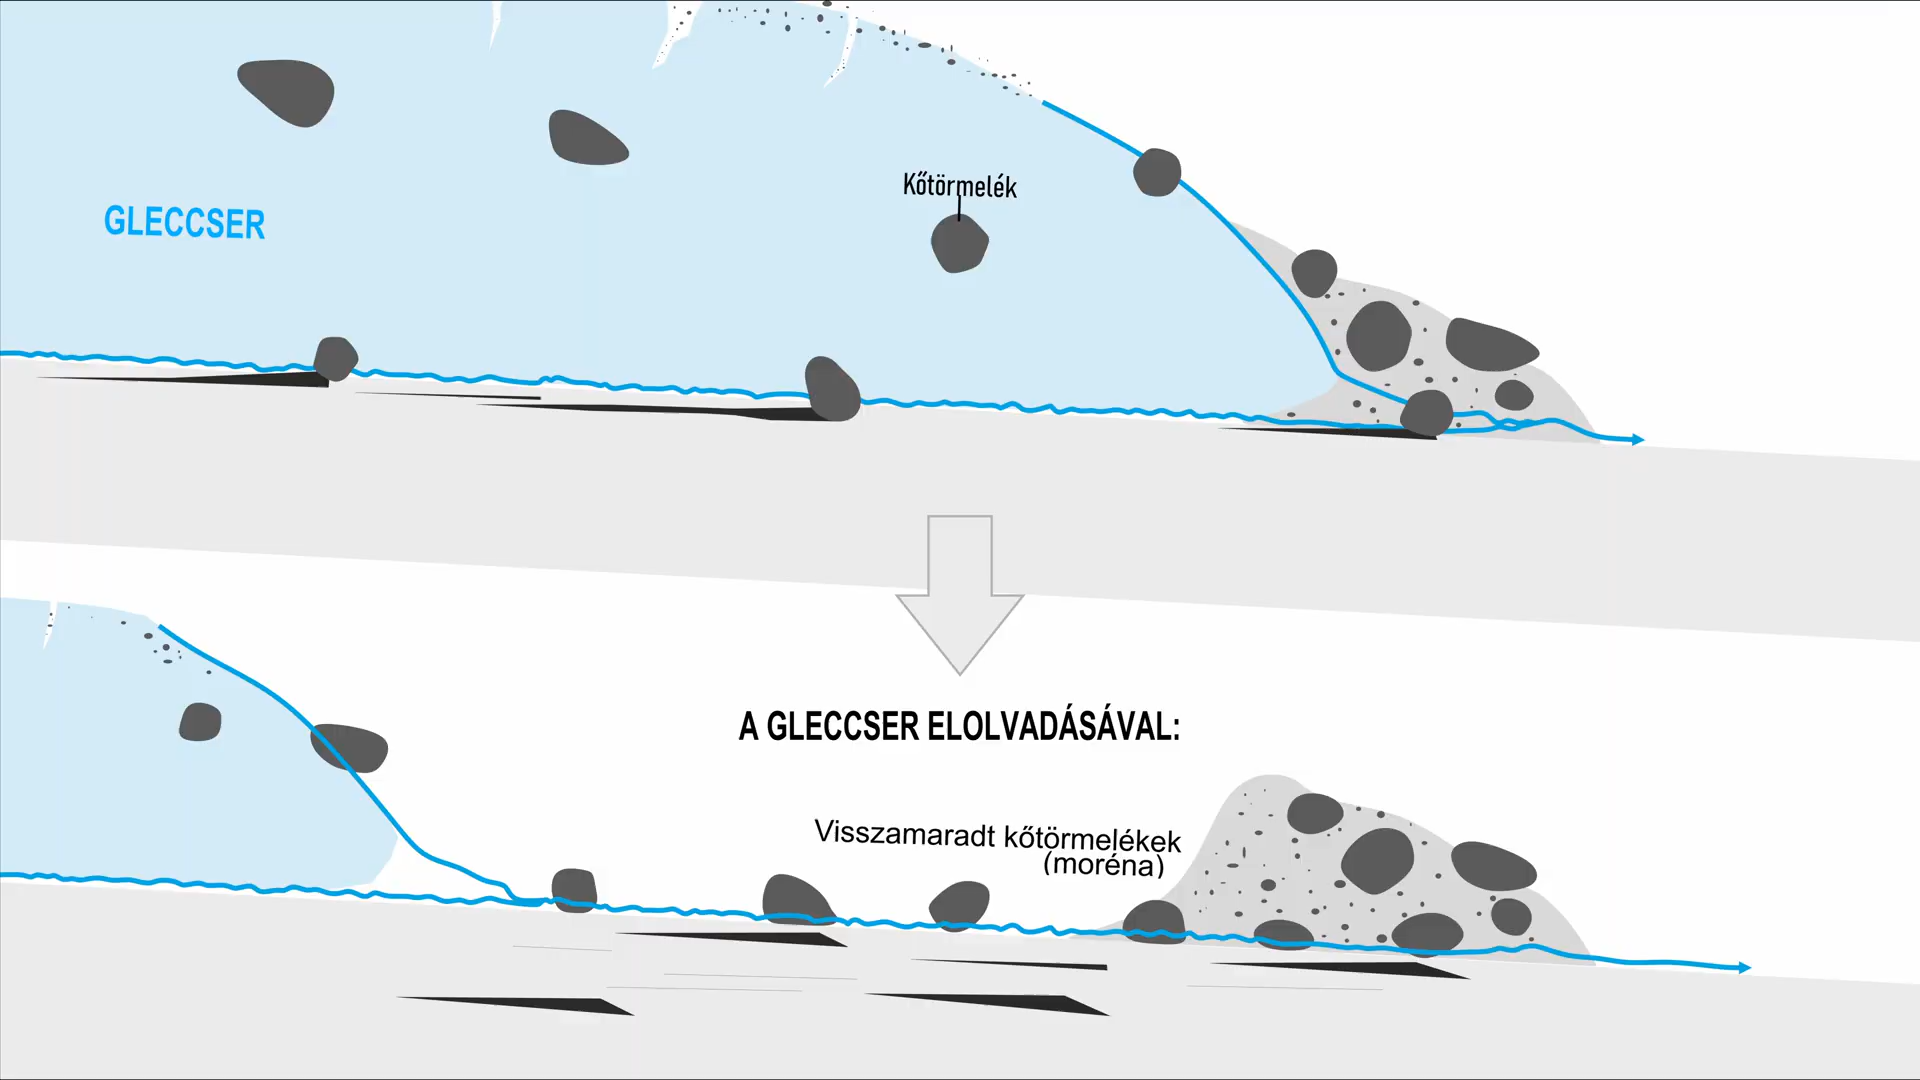 Kőtörmelék
GLECCSER
A GLECCSER ELOLVADÁSÁVAL:
Visszamaradt kőtörmelékek
(moréna)